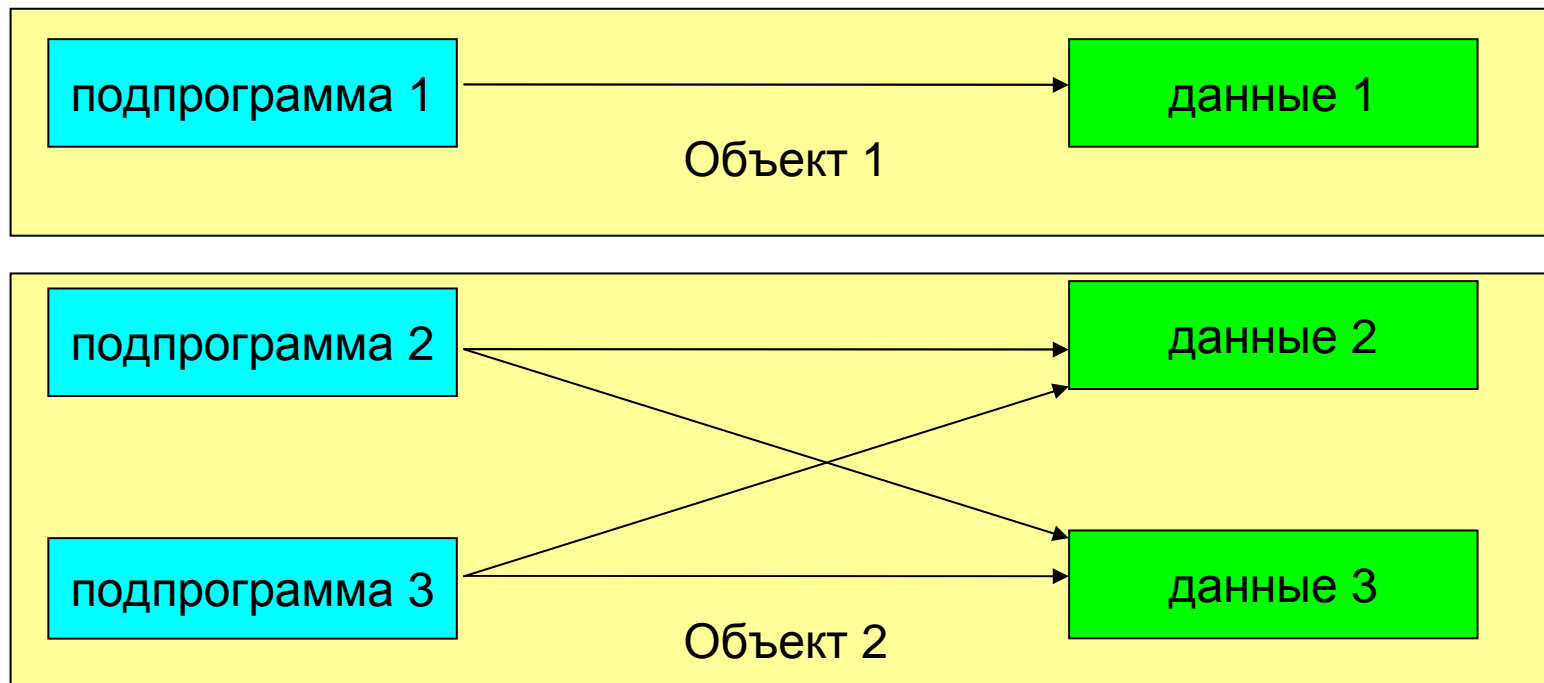 подпрограмма 1
данные 1
Объект 1
подпрограмма 2
данные 2
подпрограмма 3
данные 3
Объект 2